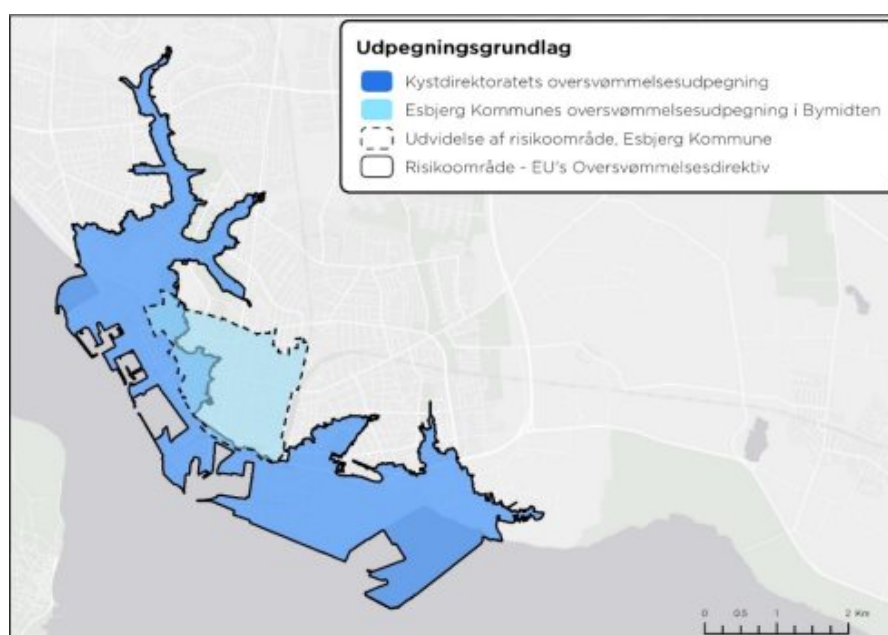 Udpegningsgrundlag
Kystdirektoratets oversvømmelsesudpegning
Esbjerg Kommunes oversvømmelsesudpegning i Bymidten
Udvidelse af risikoområde, Esbjerg Kommune
Risikoområde - EU's Oversvømmelsesdirektiv
0 0.5 1 2 Km